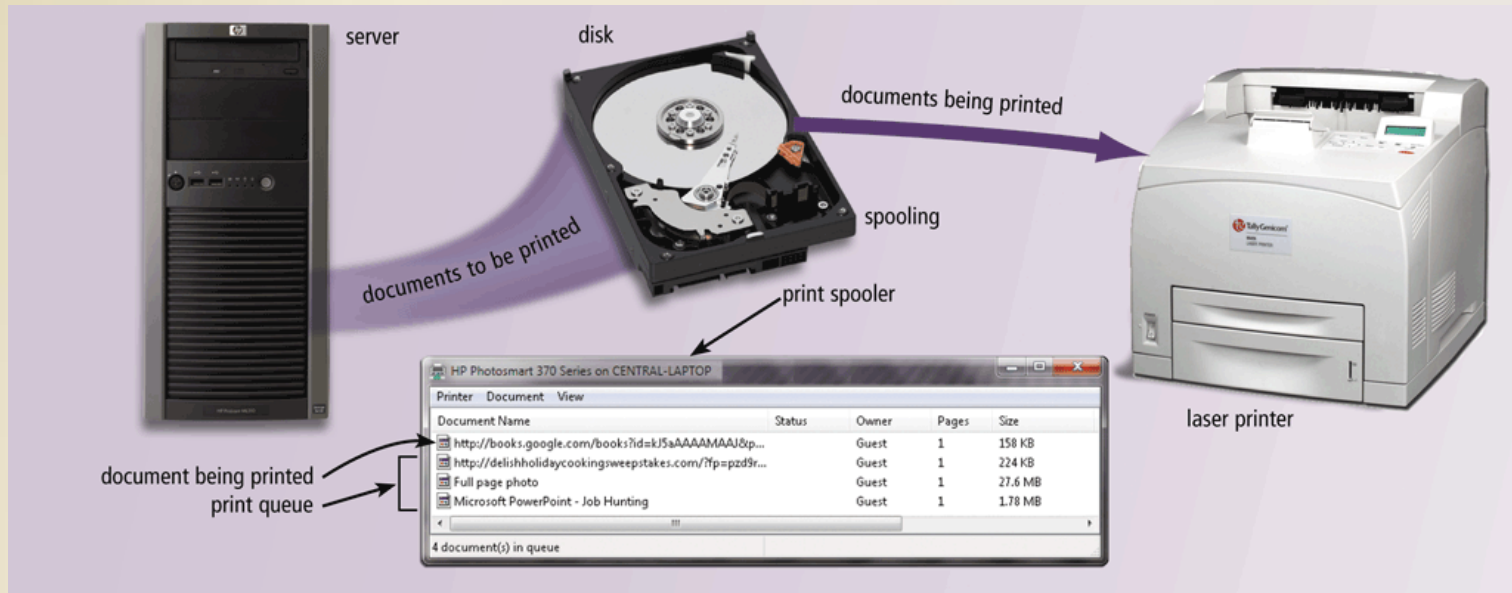 server
disk
documents being printed
documents to be printed
spooling
TallyGenicom
LASER PRINTER
laser printer
print spooler
HP Photosmart 370 Series on CENTRAL-LAPTOP
Printer Document View
Document Name Status Owner Pages Size
http://books.google.com/books?id=kJ5aAAAAMAAJ&p... Guest 1 158 KB
http://delishholidaycookingsweepstakes.com/?fp=pzd9r... Guest 1 224 KB
Full page photo Guest 1 27.6 MB
Microsoft PowerPoint - Job Hunting Guest 1 1.78 MB
4 document(s) in queue
document being printed
print queue